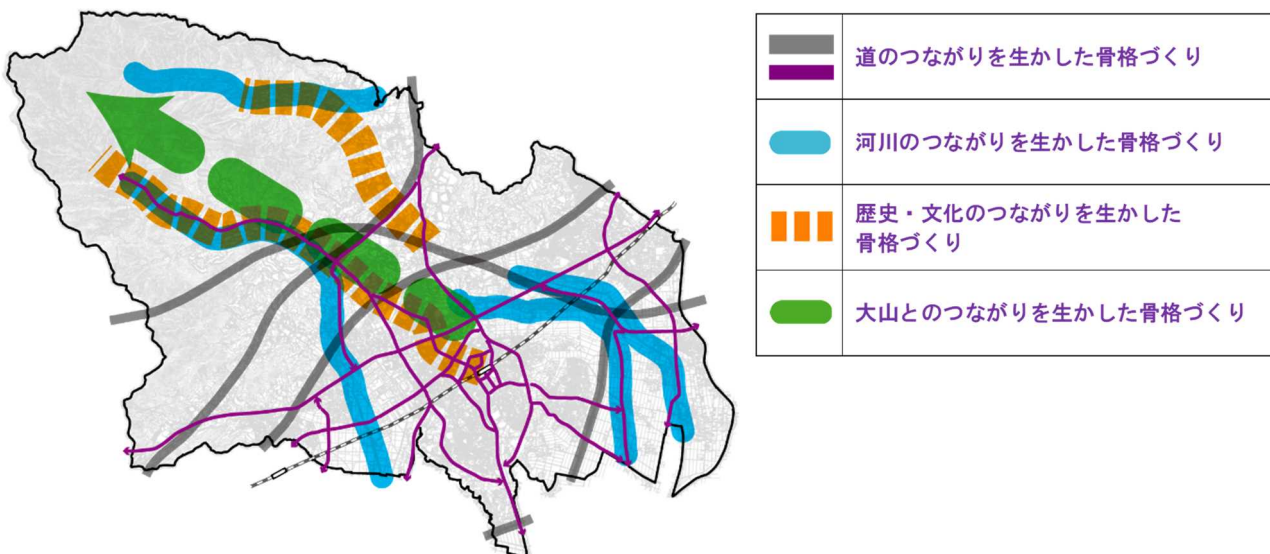 道のつながりを生かした骨格づくり
河川のつながりを生かした骨格づくり
歴史・文化のつながりを生かした
骨格づくり
大山とのつながりを生かした骨格づくり